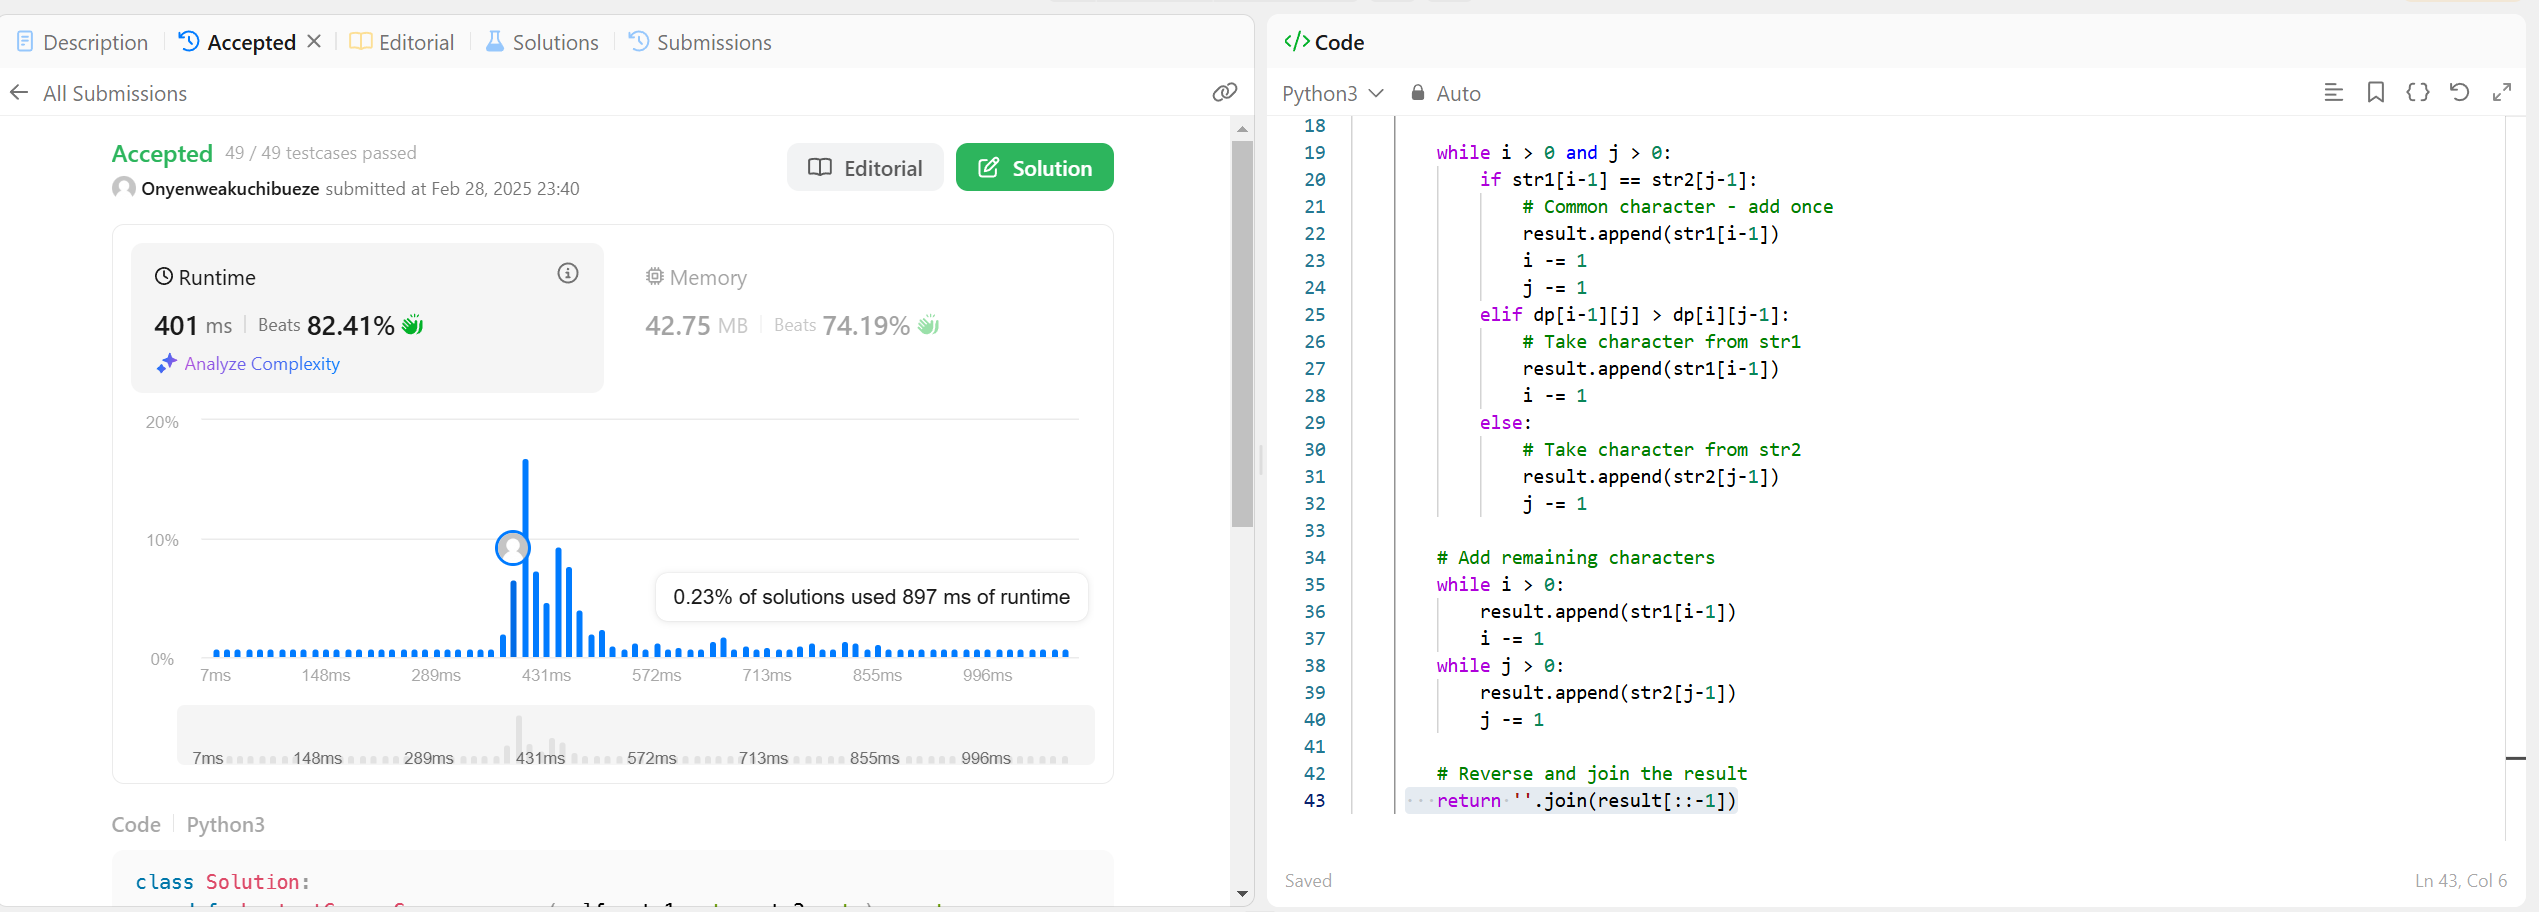 Description
Accepted
Editorial
Solutions
Submissions
All Submissions
Accepted 49 / 49 testcases passed
Onyenweakuchibueze submitted at Feb 28, 2025 23:40
Editorial
Solution
Runtime
401 ms | Beats 82.41%
Analyze Complexity
Memory
42.75 MB | Beats 74.19%
20%
10%
0%
0.23% of solutions used 897 ms of runtime
7ms 148ms 289ms 431ms 572ms 713ms 855ms 996ms
7ms 148ms 289ms 431ms 572ms 713ms 855ms 996ms
Code | Python3
class Solution:
</> Code
Python3 Auto
18
19 while i > 0 and j > 0:
20 if str1[i-1] == str2[j-1]:
21 # Common character - add once
22 result.append(str1[i-1])
23 i -= 1
24 j -= 1
25 elif dp[i-1][j] > dp[i][j-1]:
26 # Take character from str1
27 result.append(str1[i-1])
28 i -= 1
29 else:
30 # Take character from str2
31 result.append(str2[j-1])
32 j -= 1
33
34 # Add remaining characters
35 while i > 0:
36 result.append(str1[i-1])
37 i -= 1
38 while j > 0:
39 result.append(str2[j-1])
40 j -= 1
41
42 # Reverse and join the result
43 return ''.join(result[::-1])
Saved
Ln 43, Col 6